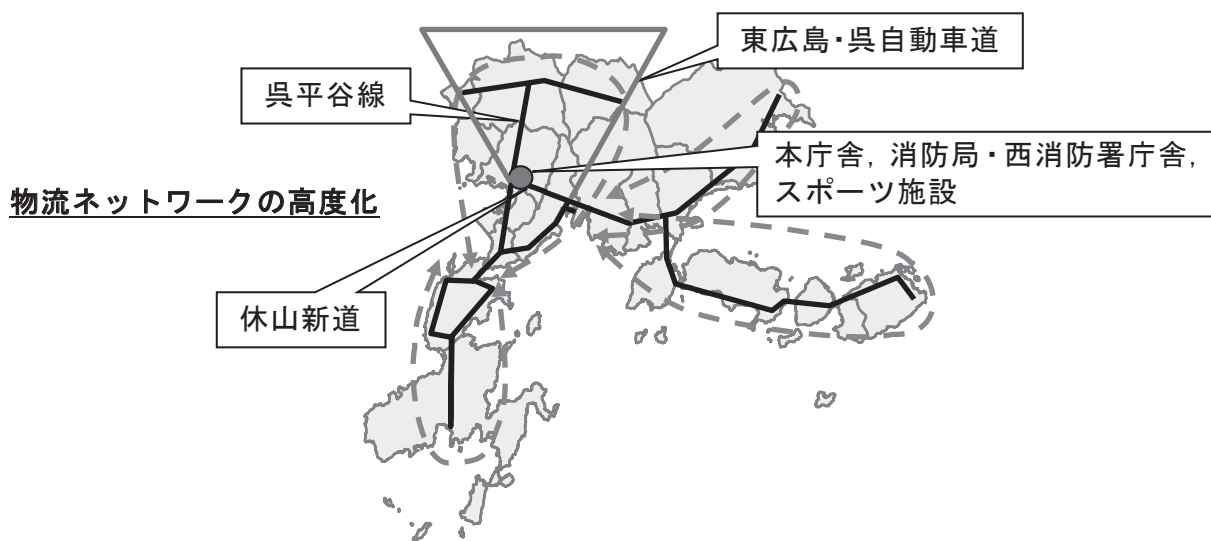 東広島・呉自動車道
呉平谷線
本庁舎，消防局・西消防署庁舎，
スポーツ施設
物流ネットワークの高度化
休山新道